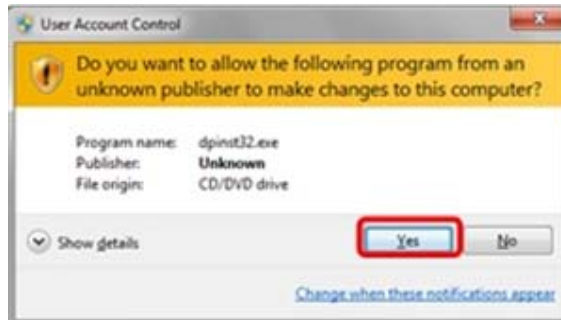 User Account Control
Do you want to allow the following program from an
unknown publisher to make changes to this computer?
Program name: dpinst32.exe
Publisher: Unknown
File origin: CD/DVD drive
Show details
Yes
No
Change when these notifications appear